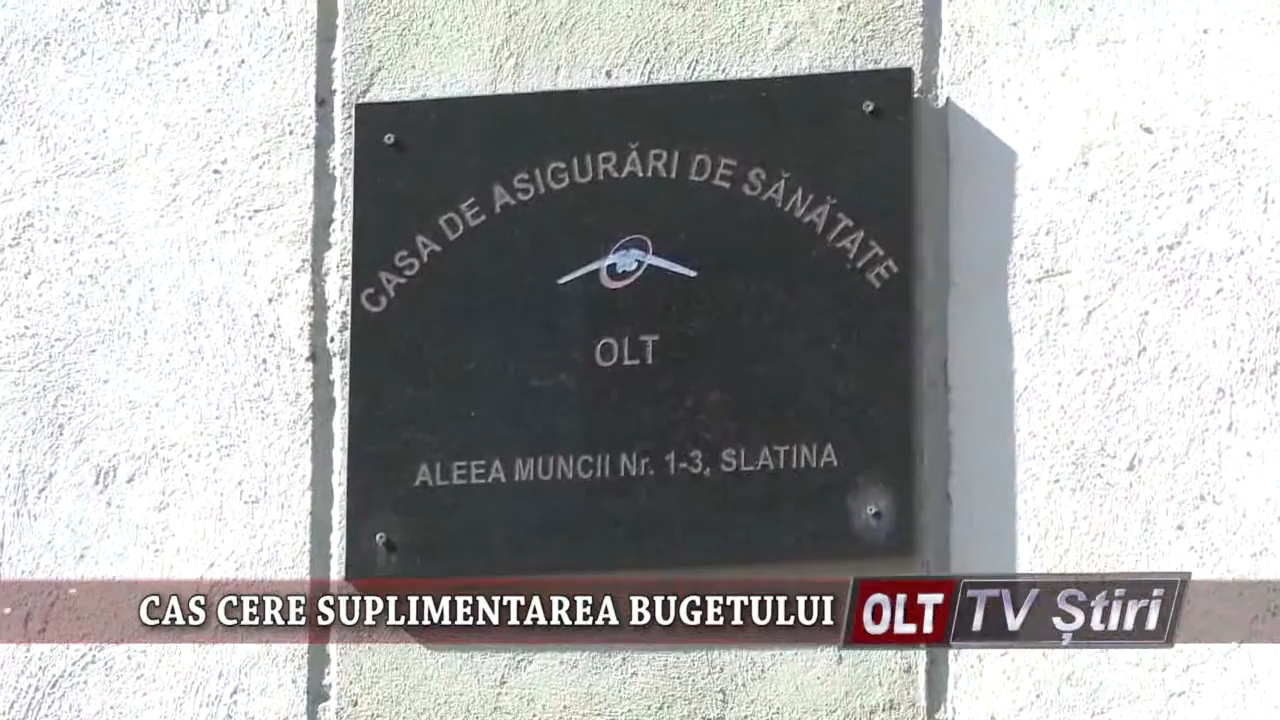 CASA DE ASIGURĂRI DE SĂNĂTATE
OLT
ALEEA MUNCII Nr. 1-3, SLATINA
CAS CERE SUPLIMENTAREA BUGETULUI
OLT TV Știri